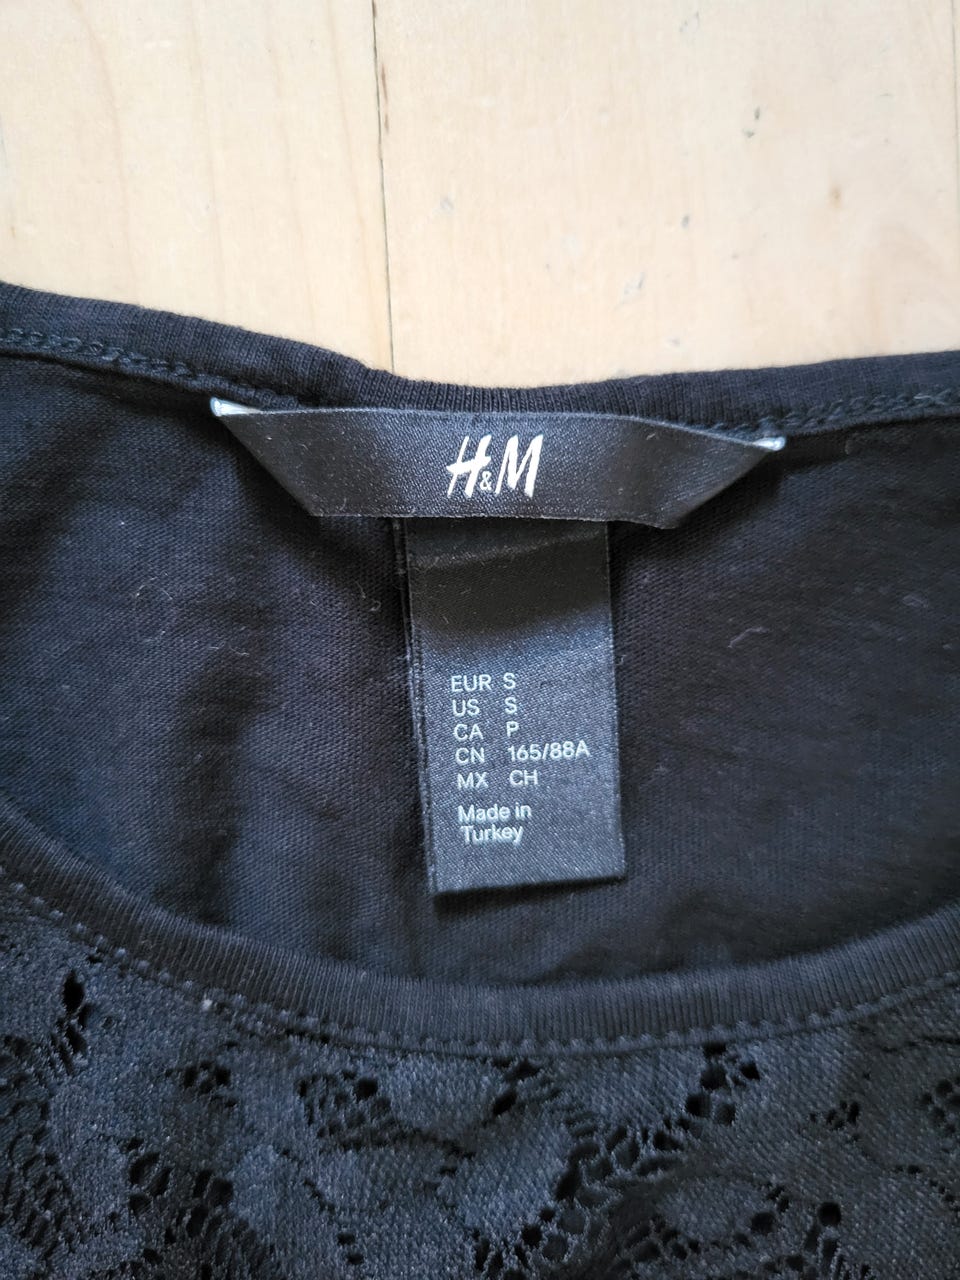 H&M
EUR S
US S
CA P
CN 165/88A
MX CH
Made in
Turkey